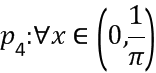 p₄:∀x ∈ (0, 1/π)